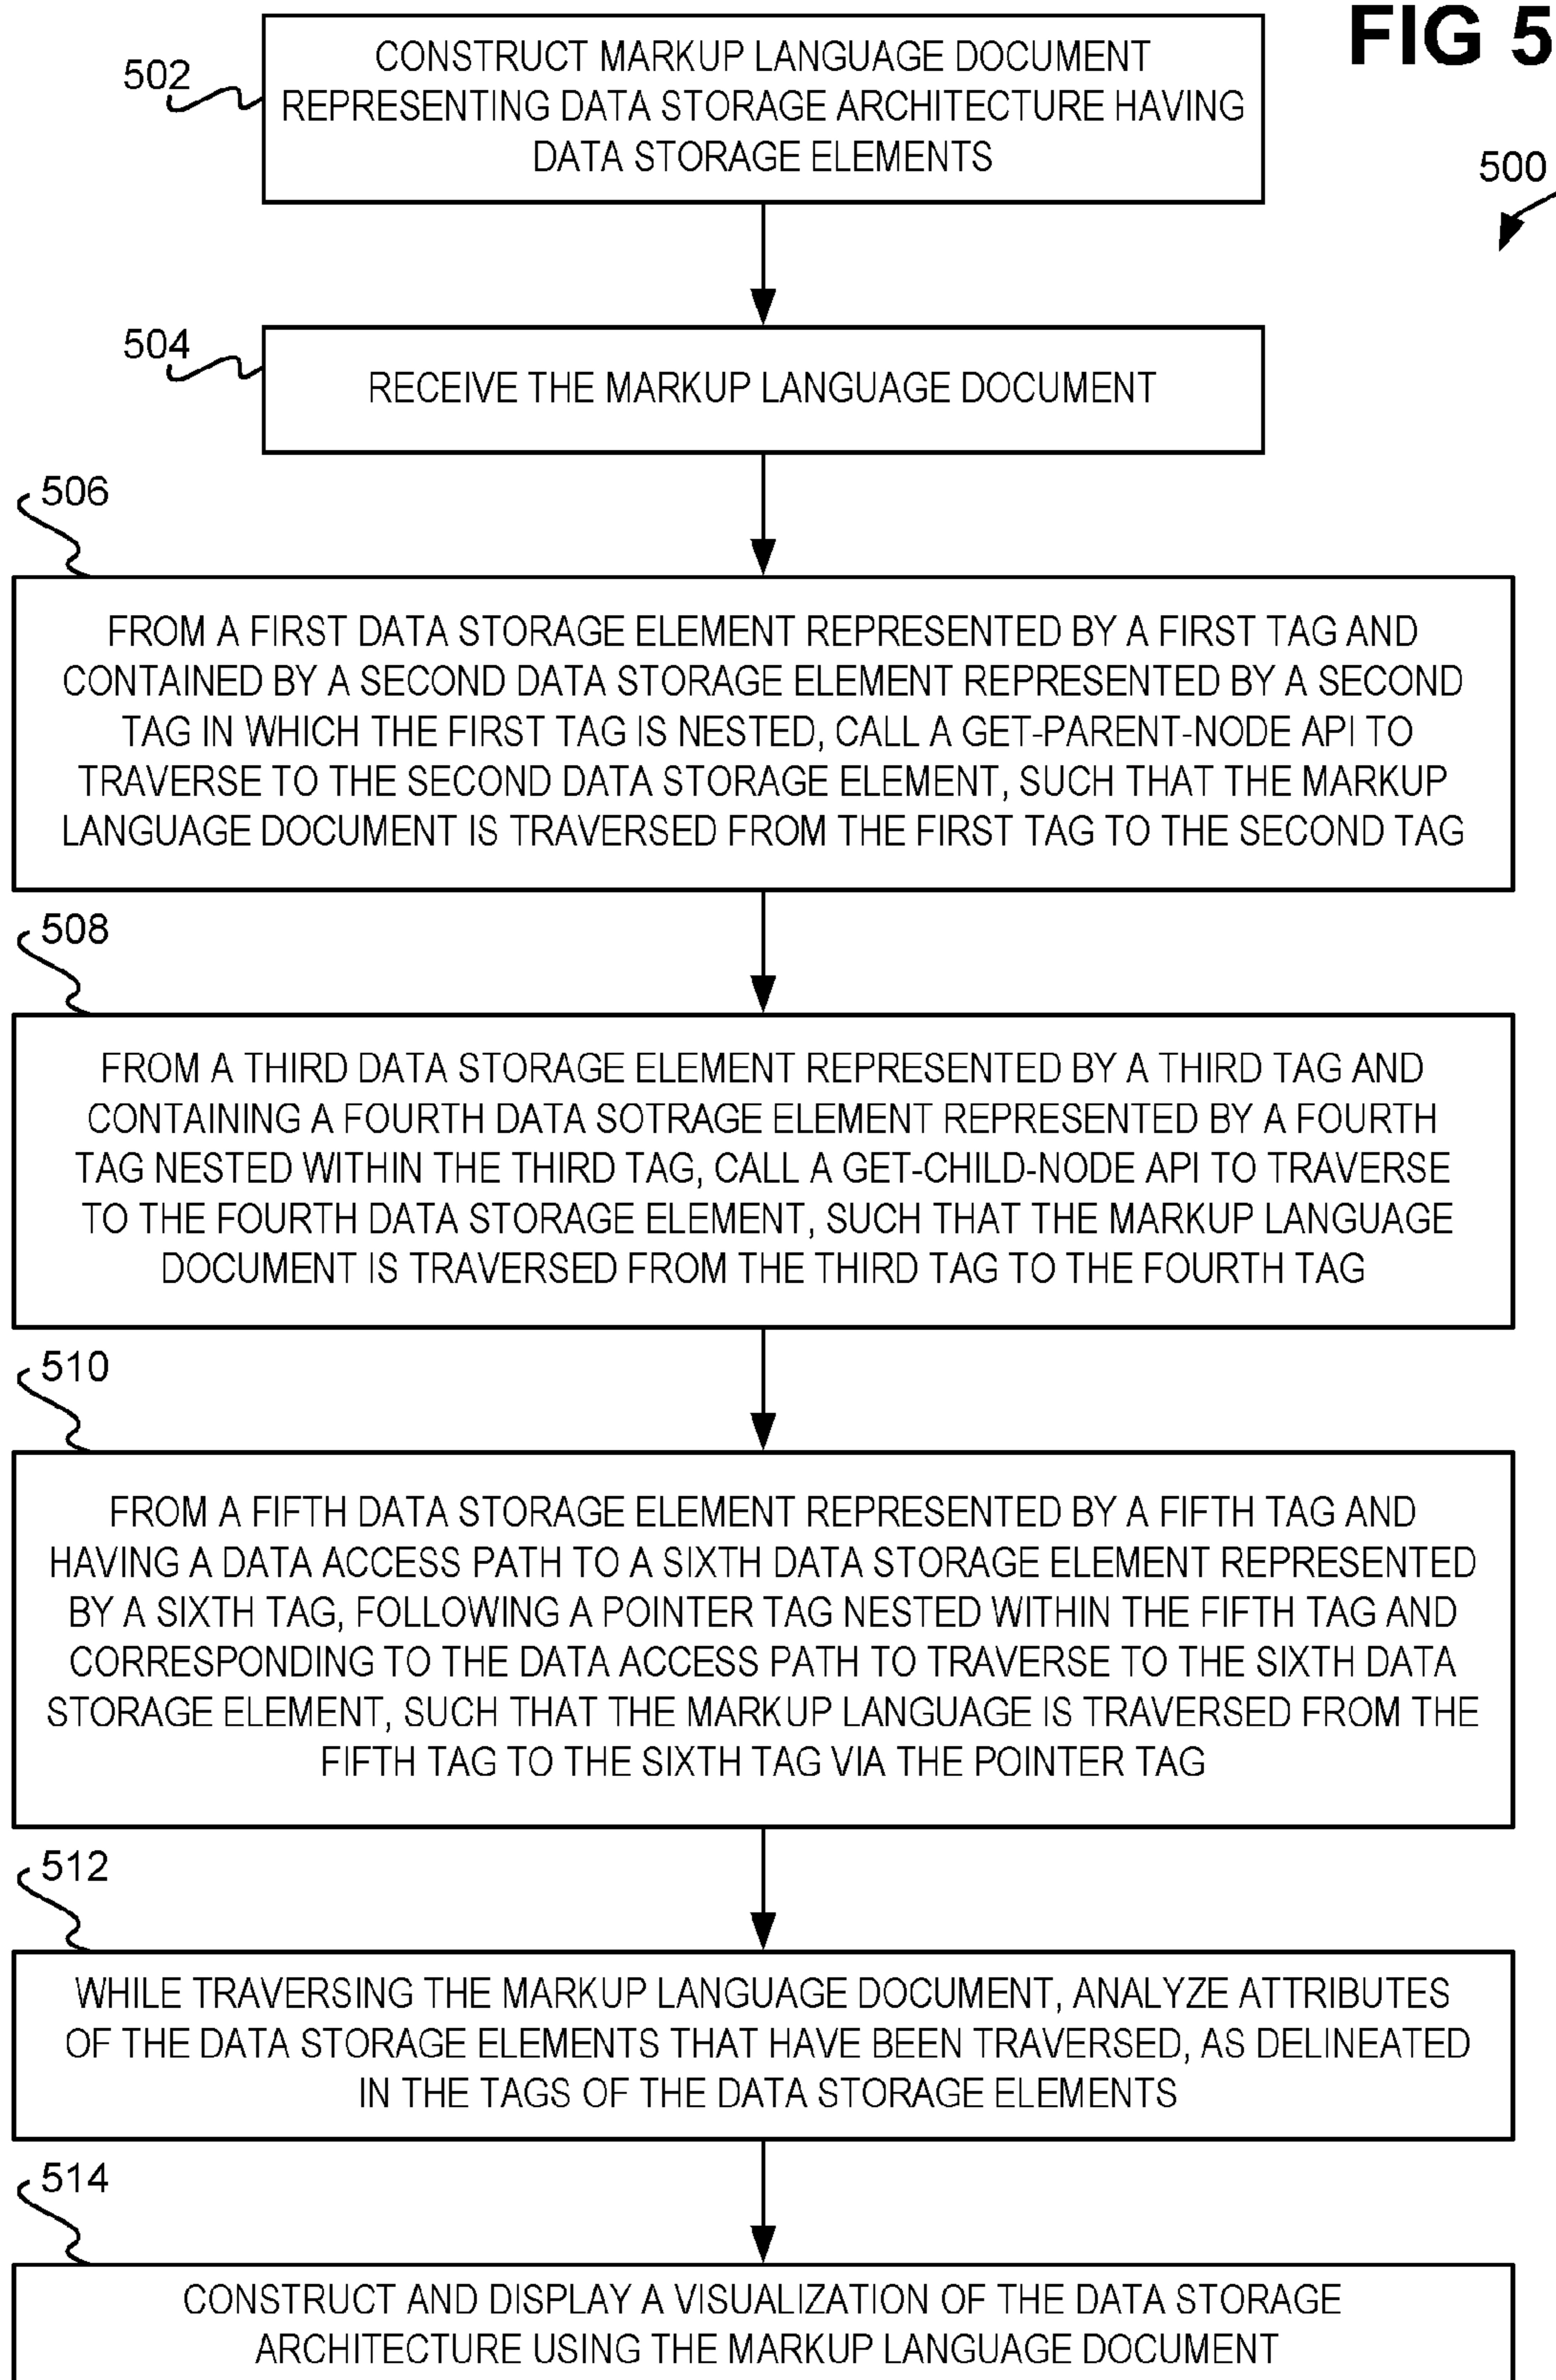 FIG 5
500
502
CONSTRUCT MARKUP LANGUAGE DOCUMENT
REPRESENTING DATA STORAGE ARCHITECTURE HAVING
DATA STORAGE ELEMENTS
504
RECEIVE THE MARKUP LANGUAGE DOCUMENT
506
FROM A FIRST DATA STORAGE ELEMENT REPRESENTED BY A FIRST TAG AND
CONTAINED BY A SECOND DATA STORAGE ELEMENT REPRESENTED BY A SECOND
TAG IN WHICH THE FIRST TAG IS NESTED, CALL A GET-PARENT-NODE API TO
TRAVERSE TO THE SECOND DATA STORAGE ELEMENT, SUCH THAT THE MARKUP
LANGUAGE DOCUMENT IS TRAVERSED FROM THE FIRST TAG TO THE SECOND TAG
508
FROM A THIRD DATA STORAGE ELEMENT REPRESENTED BY A THIRD TAG AND
CONTAINING A FOURTH DATA SOTRAGE ELEMENT REPRESENTED BY A FOURTH
TAG NESTED WITHIN THE THIRD TAG, CALL A GET-CHILD-NODE API TO TRAVERSE
TO THE FOURTH DATA STORAGE ELEMENT, SUCH THAT THE MARKUP LANGUAGE
DOCUMENT IS TRAVERSED FROM THE THIRD TAG TO THE FOURTH TAG
510
FROM A FIFTH DATA STORAGE ELEMENT REPRESENTED BY A FIFTH TAG AND
HAVING A DATA ACCESS PATH TO A SIXTH DATA STORAGE ELEMENT REPRESENTED
BY A SIXTH TAG, FOLLOWING A POINTER TAG NESTED WITHIN THE FIFTH TAG AND
CORRESPONDING TO THE DATA ACCESS PATH TO TRAVERSE TO THE SIXTH DATA
STORAGE ELEMENT, SUCH THAT THE MARKUP LANGUAGE IS TRAVERSED FROM THE
FIFTH TAG TO THE SIXTH TAG VIA THE POINTER TAG
512
WHILE TRAVERSING THE MARKUP LANGUAGE DOCUMENT, ANALYZE ATTRIBUTES
OF THE DATA STORAGE ELEMENTS THAT HAVE BEEN TRAVERSED, AS DELINEATED
IN THE TAGS OF THE DATA STORAGE ELEMENTS
514
CONSTRUCT AND DISPLAY A VISUALIZATION OF THE DATA STORAGE
ARCHITECTURE USING THE MARKUP LANGUAGE DOCUMENT